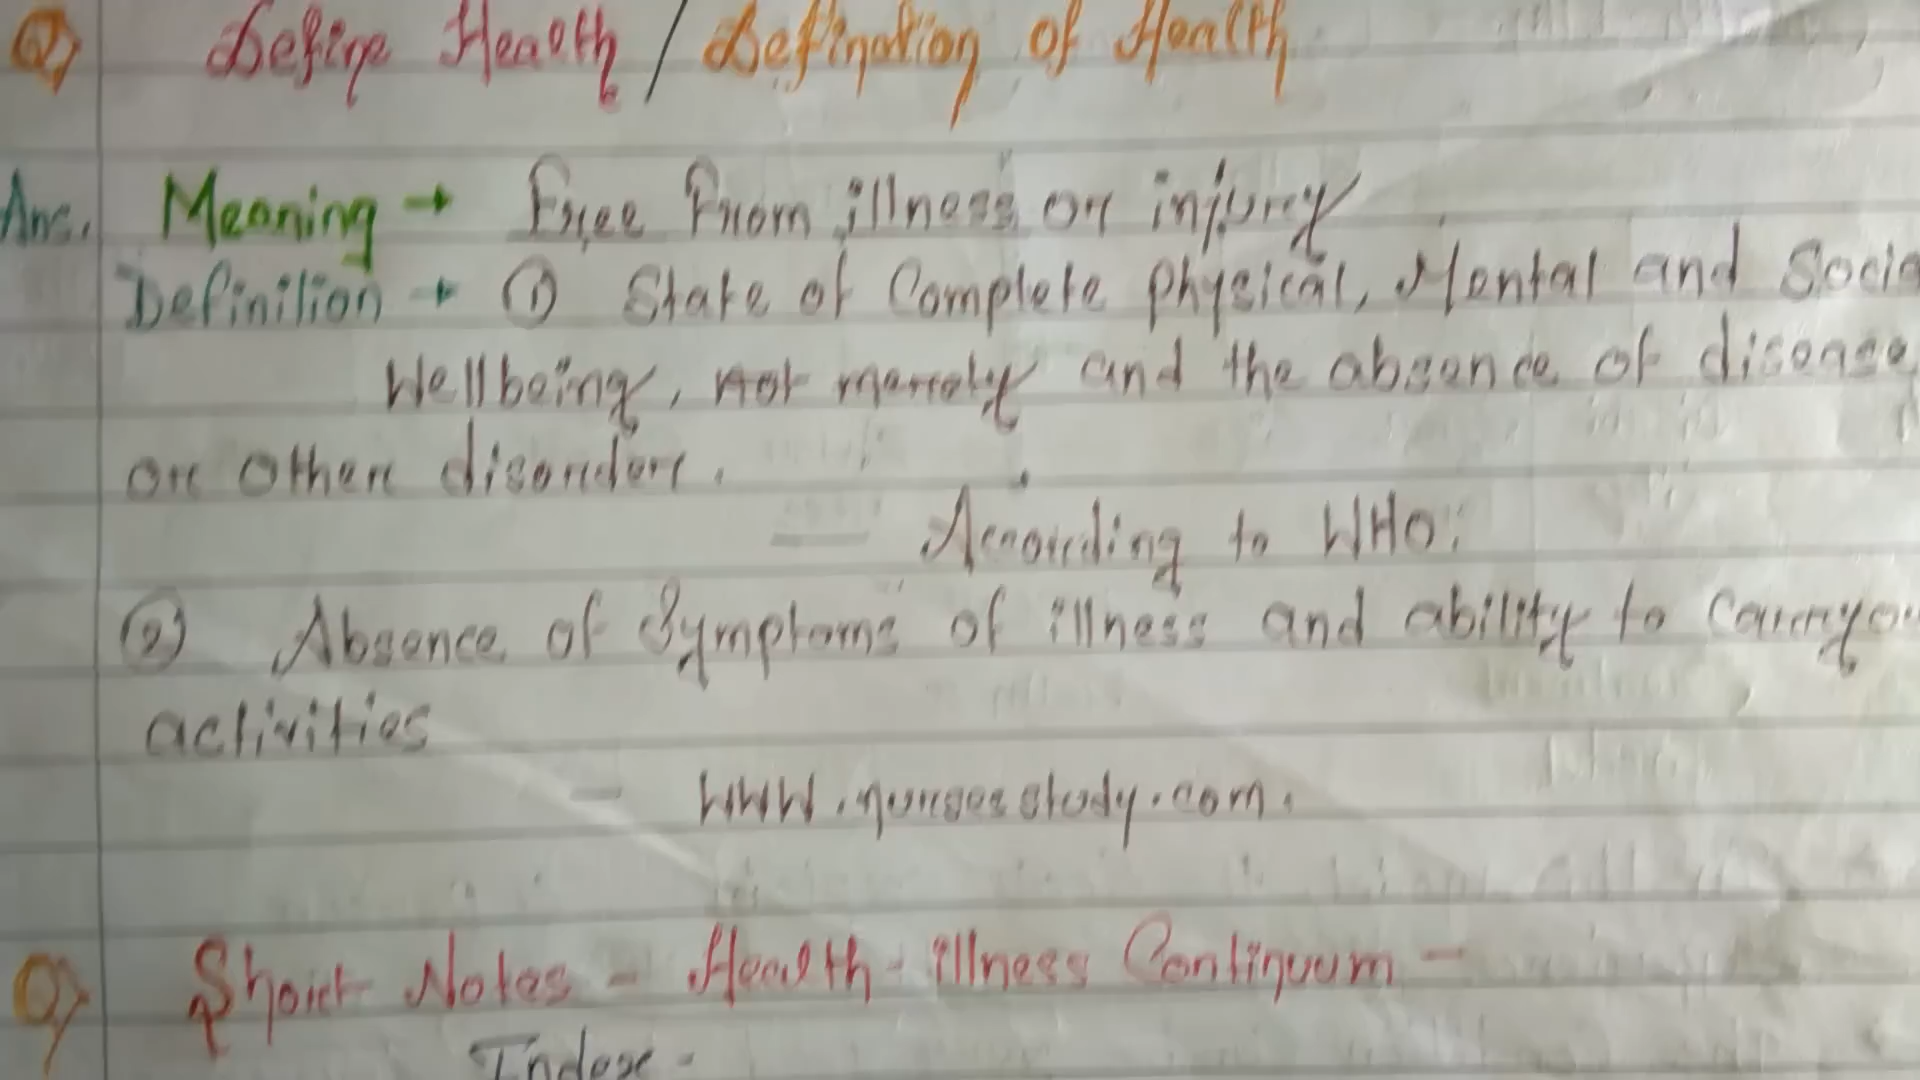 Q) Define Health / Defination of Health
Ans. Meaning → Free From illness or injury
Definition → ① State of Complete Physical, Mental and Socia
Wellbeing, not merely and the absence of disease,
or other disorder.
— According to WHO.
② Absence of Symptoms of illness and ability to Carryou
activities
- WWW.nursesstudy.com.
Q) Short Notes - Health-illness Continuum -
Index -